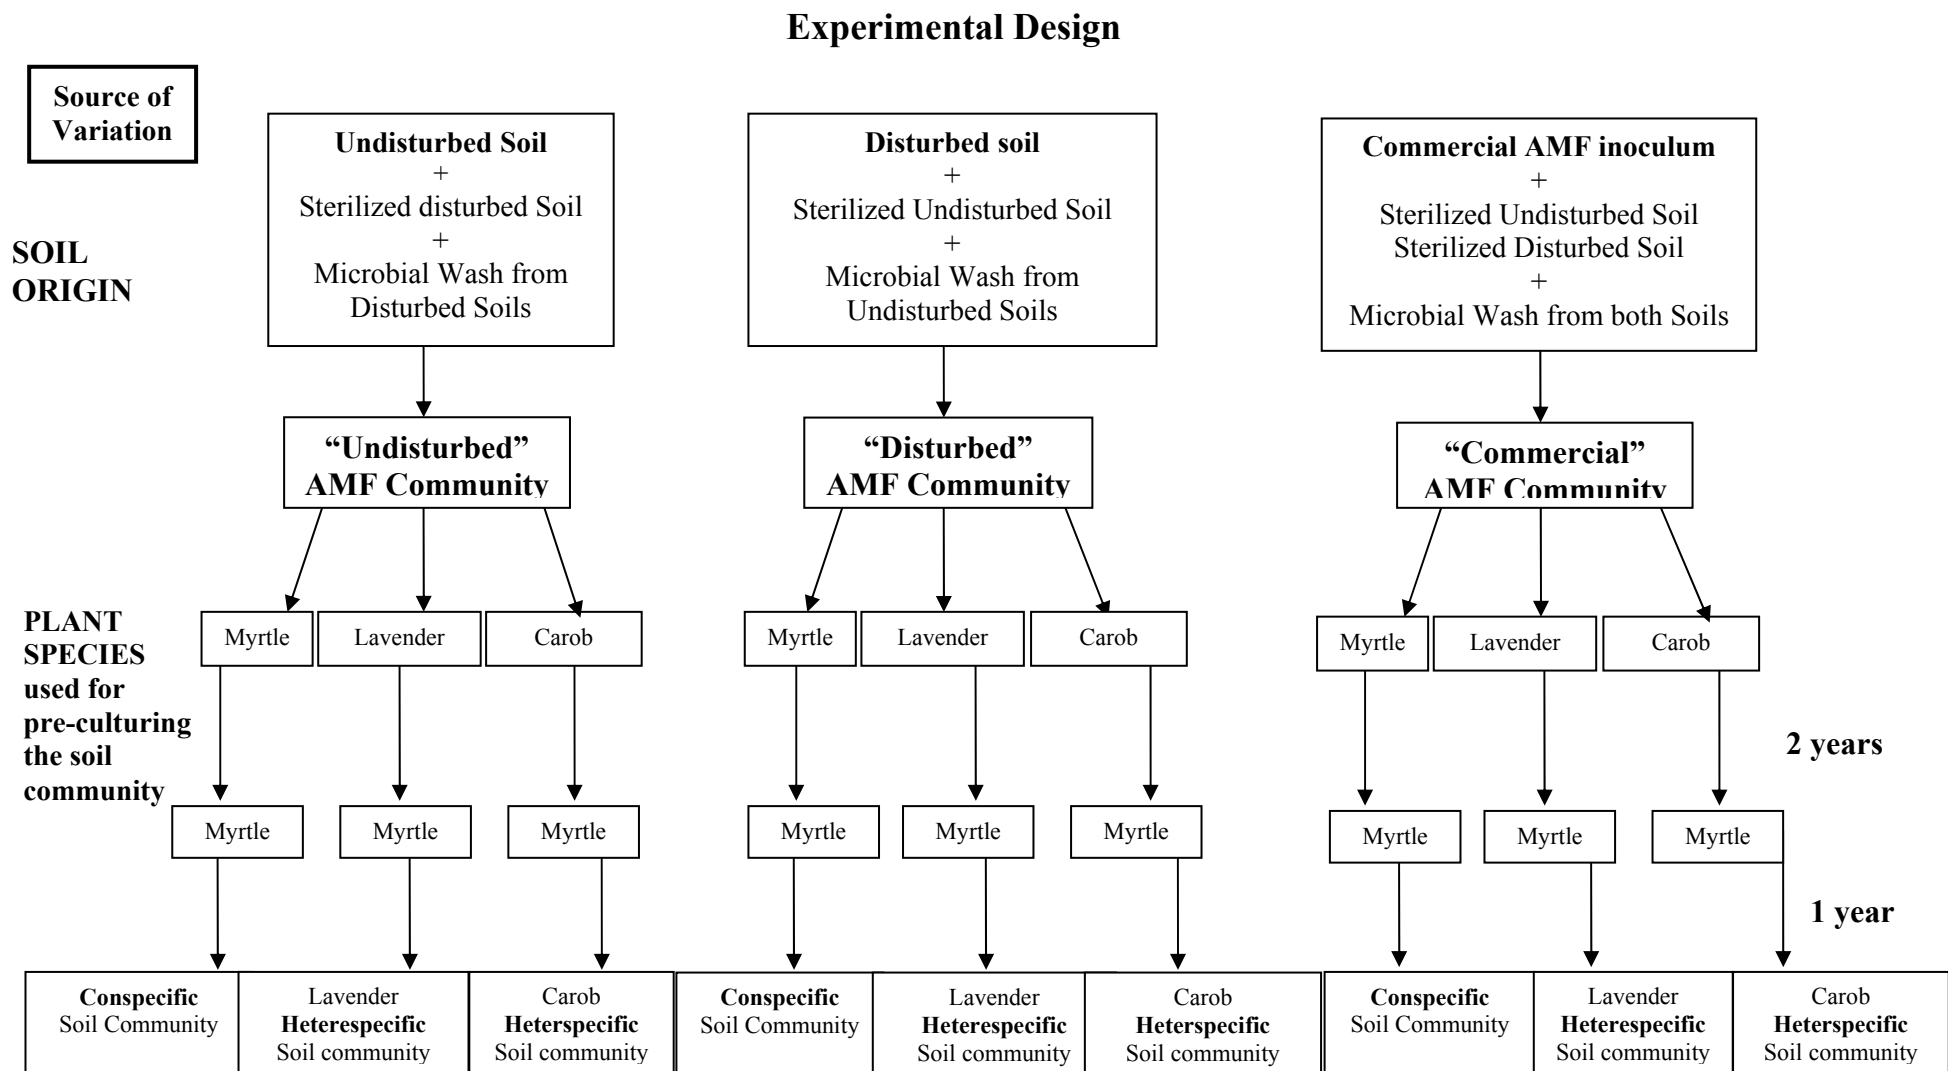 Experimental Design
Source of
Variation
Undisturbed Soil
+
Sterilized disturbed Soil
+
Microbial Wash from
Disturbed Soils
Disturbed soil
+
Sterilized Undisturbed Soil
+
Microbial Wash from
Undisturbed Soils
Commercial AMF inoculum
+
Sterilized Undisturbed Soil
Sterilized Disturbed Soil
+
Microbial Wash from both Soils
SOIL
ORIGIN
“Undisturbed”
AMF Community
“Disturbed”
AMF Community
“Commercial”
AMF Community
PLANT
SPECIES
used for
pre-culturing
the soil
community
Myrtle
Lavender
Carob
Myrtle
Lavender
Carob
Myrtle
Lavender
Carob
2 years
Myrtle
Myrtle
Myrtle
Myrtle
Myrtle
Myrtle
Myrtle
Myrtle
Myrtle
1 year
Conspecific
Soil Community
Lavender
Heterespecific
Soil community
Carob
Heterspecific
Soil community
Conspecific
Soil Community
Lavender
Heterespecific
Soil community
Carob
Heterspecific
Soil community
Conspecific
Soil Community
Lavender
Heterespecific
Soil community
Carob
Heterspecific
Soil community